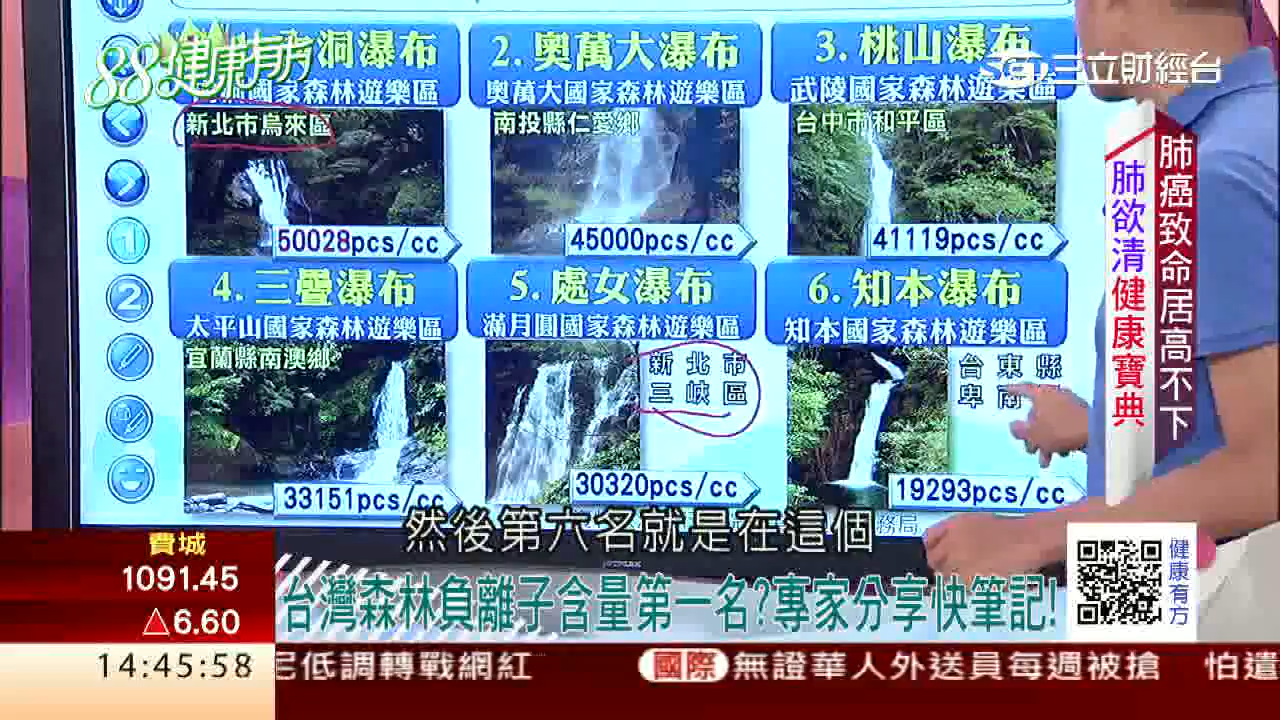 88健康有方
洞瀑布
國家森林遊樂區
新北市烏來區
50028pcs/cc
2. 奧萬大瀑布
奧萬大國家森林遊樂區
南投縣仁愛鄉
45000pcs/cc
3. 桃山瀑布
武陵國家森林遊樂區
台中市和平區
41119pcs/cc
三立財經台
4. 三疊瀑布
太平山國家森林遊樂區
宜蘭縣南澳鄉
33151pcs/cc
5. 處女瀑布
滿月圓國家森林遊樂區
新北市
三峽區
30320pcs/cc
6. 知本瀑布
知本國家森林遊樂區
台東縣
卑南
19293pcs/cc
務局
肺癌致命居高不下
肺欲清健康寶典
1
2
然後第六名就是在這個
費城
1091.45
△6.60
台灣森林負離子含量第一名?專家分享快筆記!
健康有方
14:45:58
尼低調轉戰網紅
國際 無證華人外送員每週被搶
怕遺